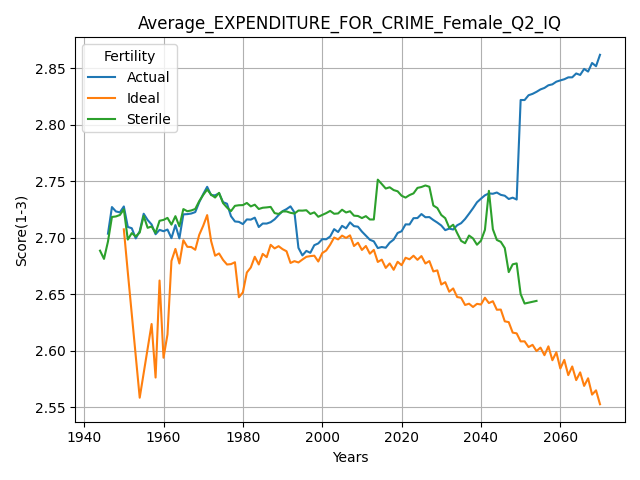 Average_EXPENDITURE_FOR_CRIME_Female_Q2_IQ
Fertility
Actual
Ideal
Sterile
Score(1-3)
2.85
2.80
2.75
2.70
2.65
2.60
2.55
1940 1960 1980 2000 2020 2040 2060
Years